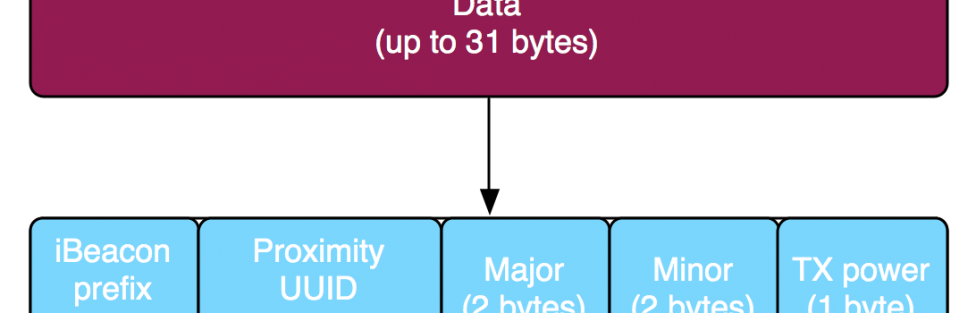 Data
(up to 31 bytes)
iBeacon
prefix
Proximity
UUID
Major
(2 bytes)
Minor
(2 bytes)
TX power
(1 byte)